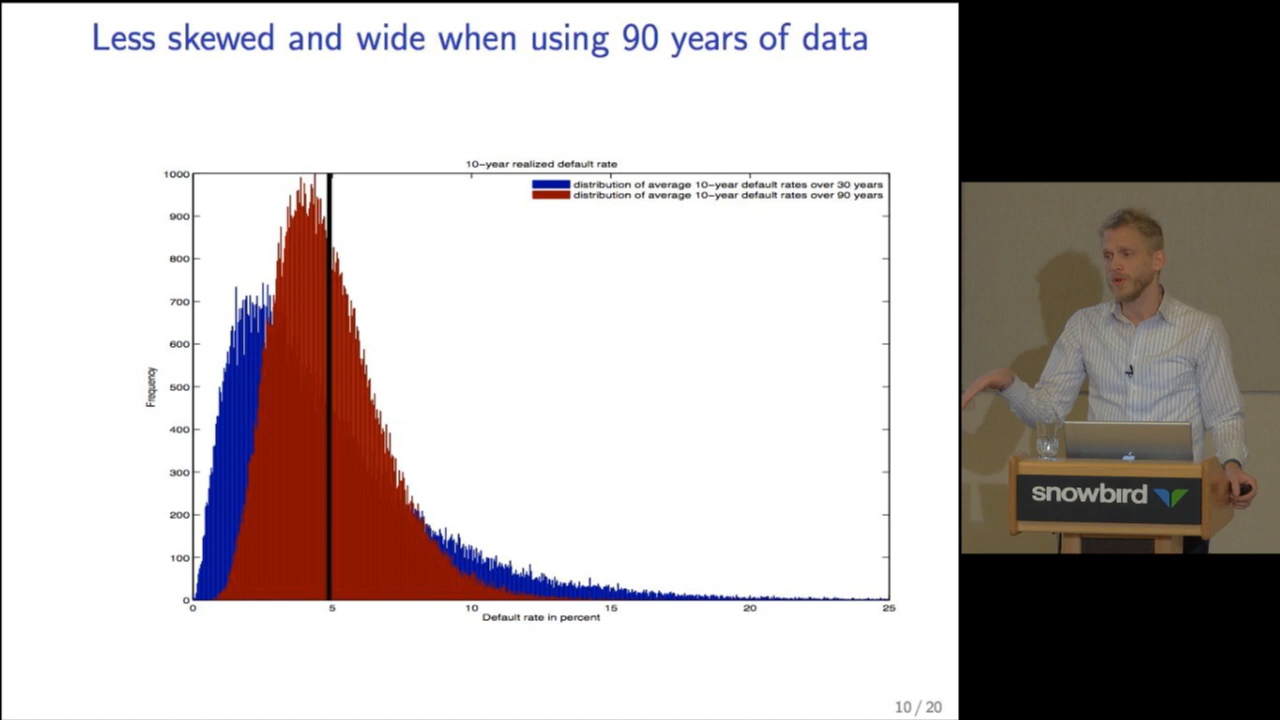 Less skewed and wide when using 90 years of data
10−year realized default rate
distribution of average 10−year default rates over 30 years
distribution of average 10−year default rates over 90 years
1000
900
800
700
600
500
400
300
200
100
0
Frequency
0 5 10 15 20 25
Default rate in percent
10 / 20
snowbird